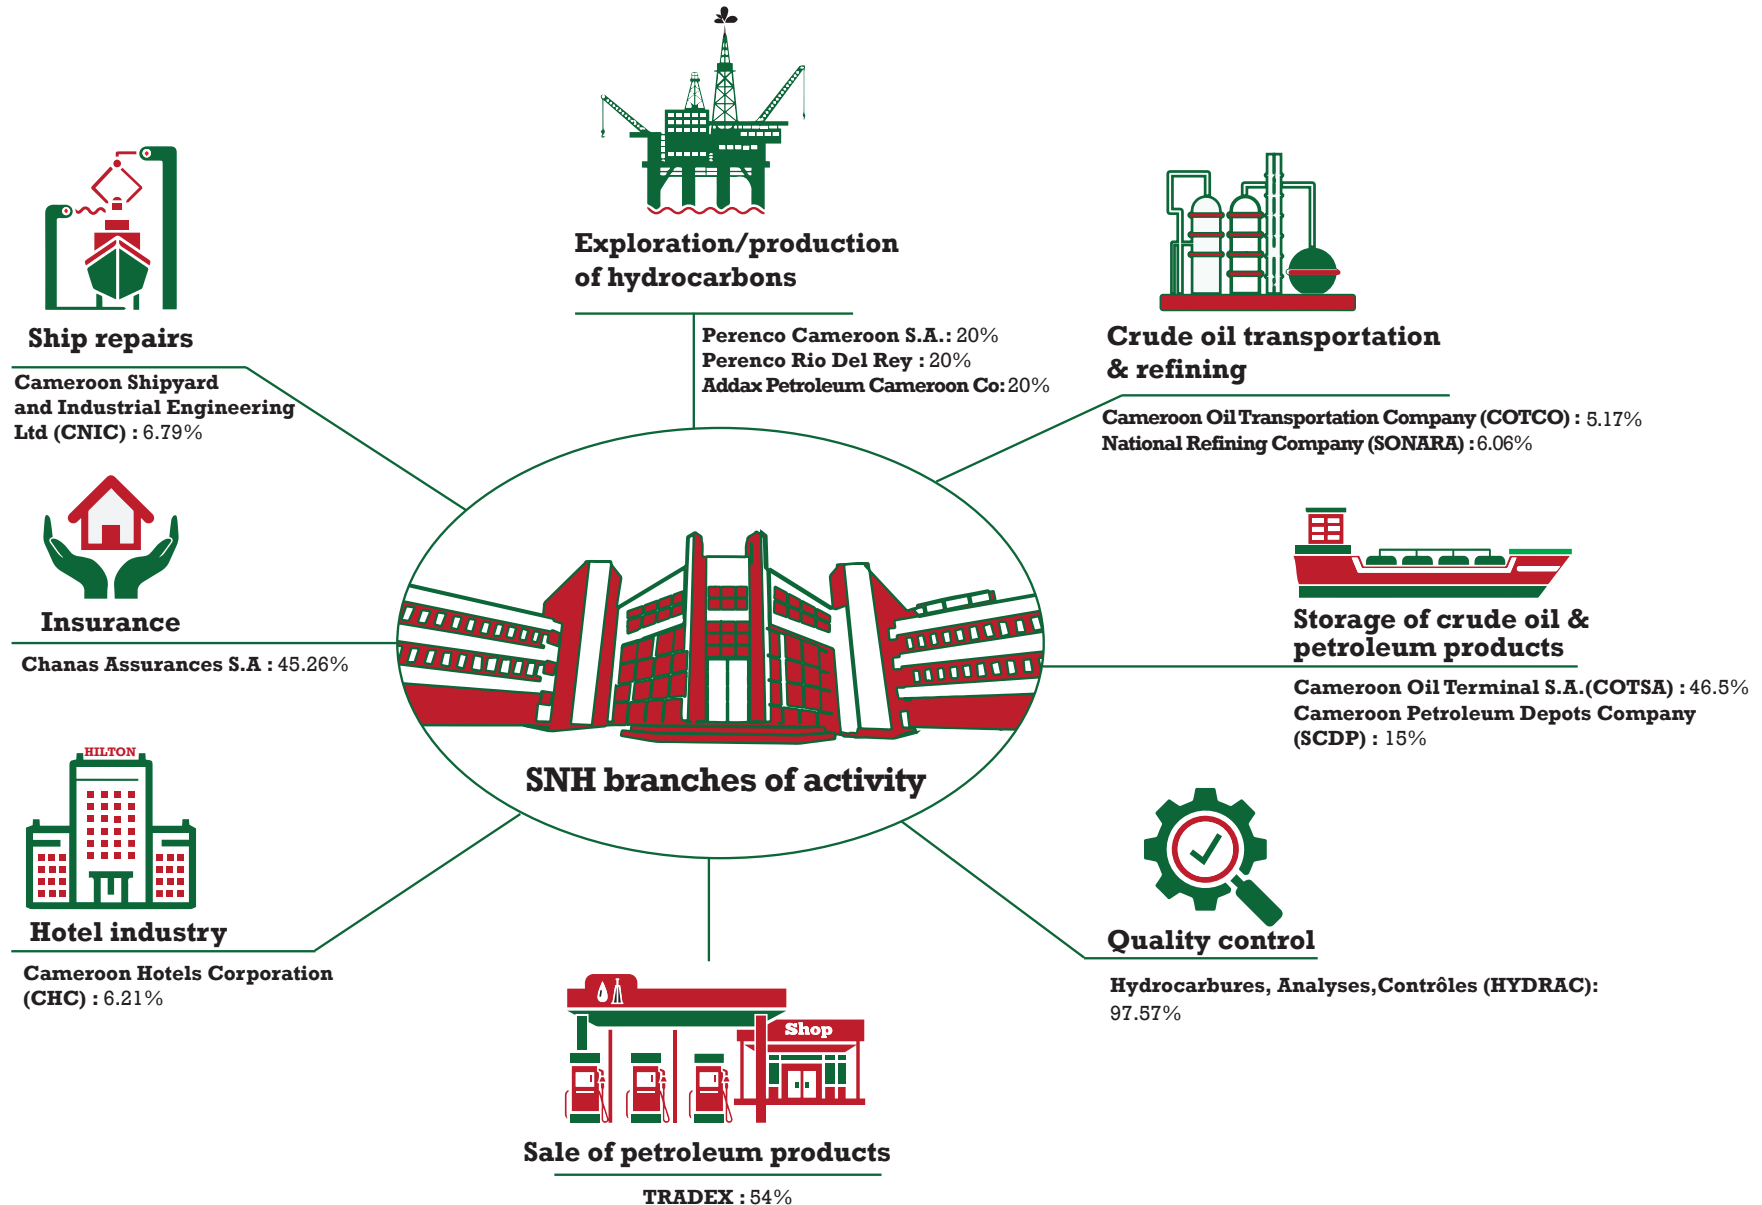 Exploration/production
of hydrocarbons
Perenco Cameroon S.A.: 20%
Perenco Rio Del Rey : 20%
Addax Petroleum Cameroon Co: 20%
Crude oil transportation
& refining
Cameroon Oil Transportation Company (COTCO) : 5.17%
National Refining Company (SONARA) : 6.06%
Storage of crude oil &
petroleum products
Cameroon Oil Terminal S.A.(COTSA) : 46.5%
Cameroon Petroleum Depots Company
(SCDP) : 15%
Quality control
Hydrocarbures, Analyses,Contrôles (HYDRAC):
97.57%
Shop
Sale of petroleum products
TRADEX : 54%
HILTON
Hotel industry
Cameroon Hotels Corporation
(CHC) : 6.21%
Insurance
Chanas Assurances S.A : 45.26%
Ship repairs
Cameroon Shipyard
and Industrial Engineering
Ltd (CNIC) : 6.79%
SNH branches of activity